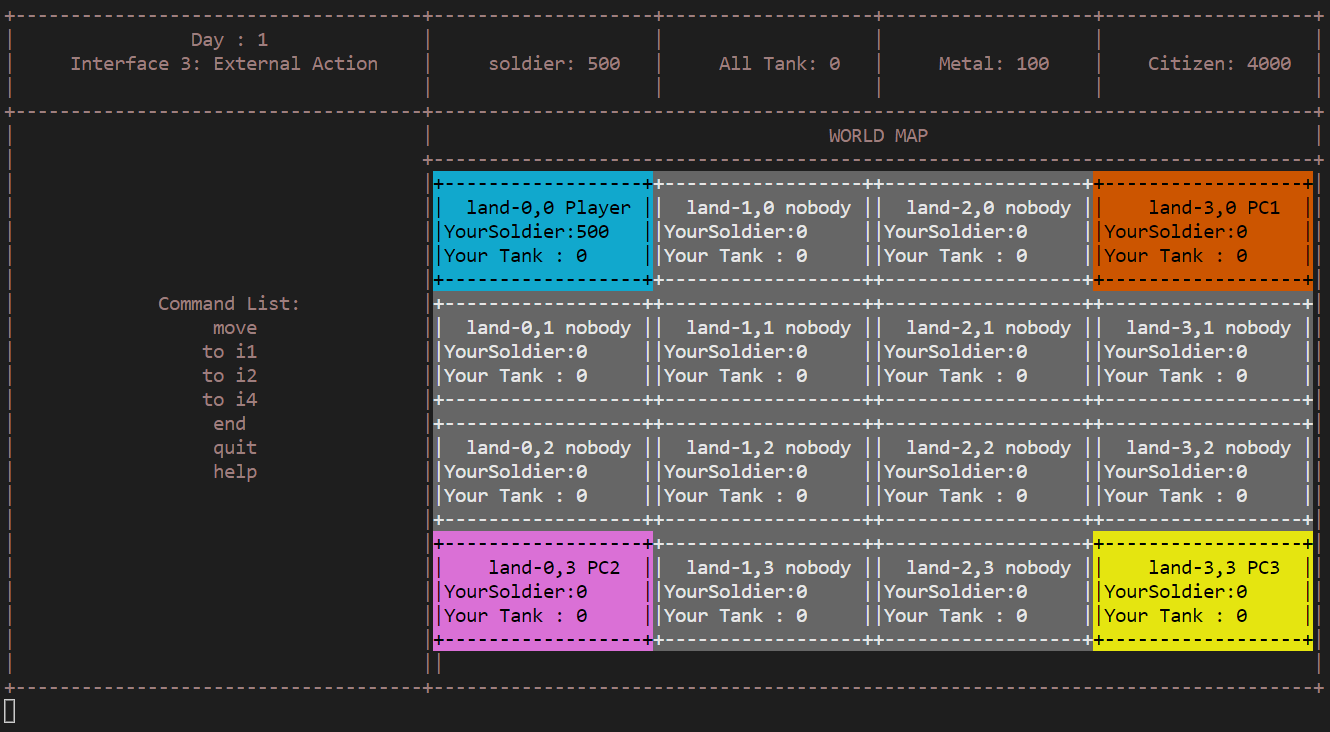 Day : 1
Interface 3: External Action
soldier: 500
All Tank: 0
Metal: 100
Citizen: 4000
WORLD MAP
land-0,0 Player
YourSoldier:500
Your Tank : 0
land-1,0 nobody
YourSoldier:0
Your Tank : 0
land-2,0 nobody
YourSoldier:0
Your Tank : 0
land-3,0 PC1
YourSoldier:0
Your Tank : 0
land-0,1 nobody
YourSoldier:0
Your Tank : 0
land-1,1 nobody
YourSoldier:0
Your Tank : 0
land-2,1 nobody
YourSoldier:0
Your Tank : 0
land-3,1 nobody
YourSoldier:0
Your Tank : 0
land-0,2 nobody
YourSoldier:0
Your Tank : 0
land-1,2 nobody
YourSoldier:0
Your Tank : 0
land-2,2 nobody
YourSoldier:0
Your Tank : 0
land-3,2 nobody
YourSoldier:0
Your Tank : 0
land-0,3 PC2
YourSoldier:0
Your Tank : 0
land-1,3 nobody
YourSoldier:0
Your Tank : 0
land-2,3 nobody
YourSoldier:0
Your Tank : 0
land-3,3 PC3
YourSoldier:0
Your Tank : 0
Command List:
move
to i1
to i2
to i4
end
quit
help